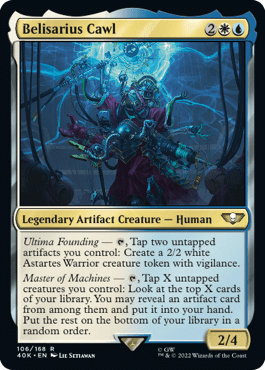 Belisarius Cawl 2
Legendary Artifact Creature — Human
Ultima Founding — , Tap two untapped
artifacts you control: Create a 2/2 white
Astartes Warrior creature token with vigilance.
Master of Machines — , Tap X untapped
creatures you control: Look at the top X cards
of your library. You may reveal an artifact card
from among them and put it into your hand.
Put the rest on the bottom of your library in a
random order.
2/4
106/168 R
40K • EN Lie Setiawan
© GW
™ & © 2022 Wizards of the Coast